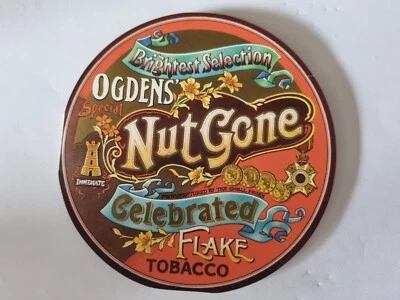 Brightest Selection
OGDENS'
Special
Nut Gone
IMMEDIATE
Celebrated
FLAKE
TOBACCO